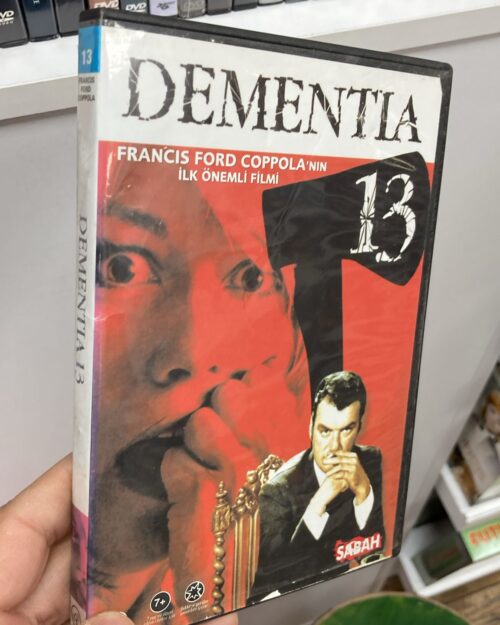 DEMENTIA
13
FRANCIS FORD COPPOLA'NIN
İLK ÖNEMLİ FİLMİ
SABAH
7+
13
FRANCIS
FORD
COPPOLA
DEMENTIA 13
DVD
DVD